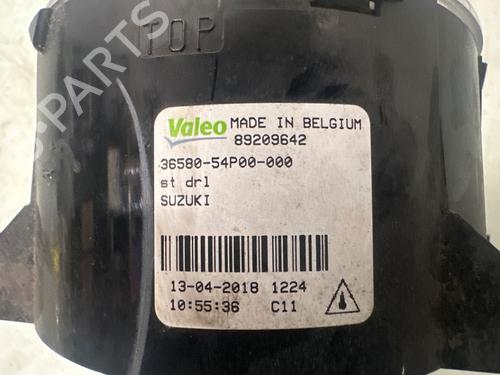 TOP
Valeo MADE IN BELGIUM
89209642
36580-54P00-000
st drl
SUZUKI
13-04-2018 1224
10:55:36 C11